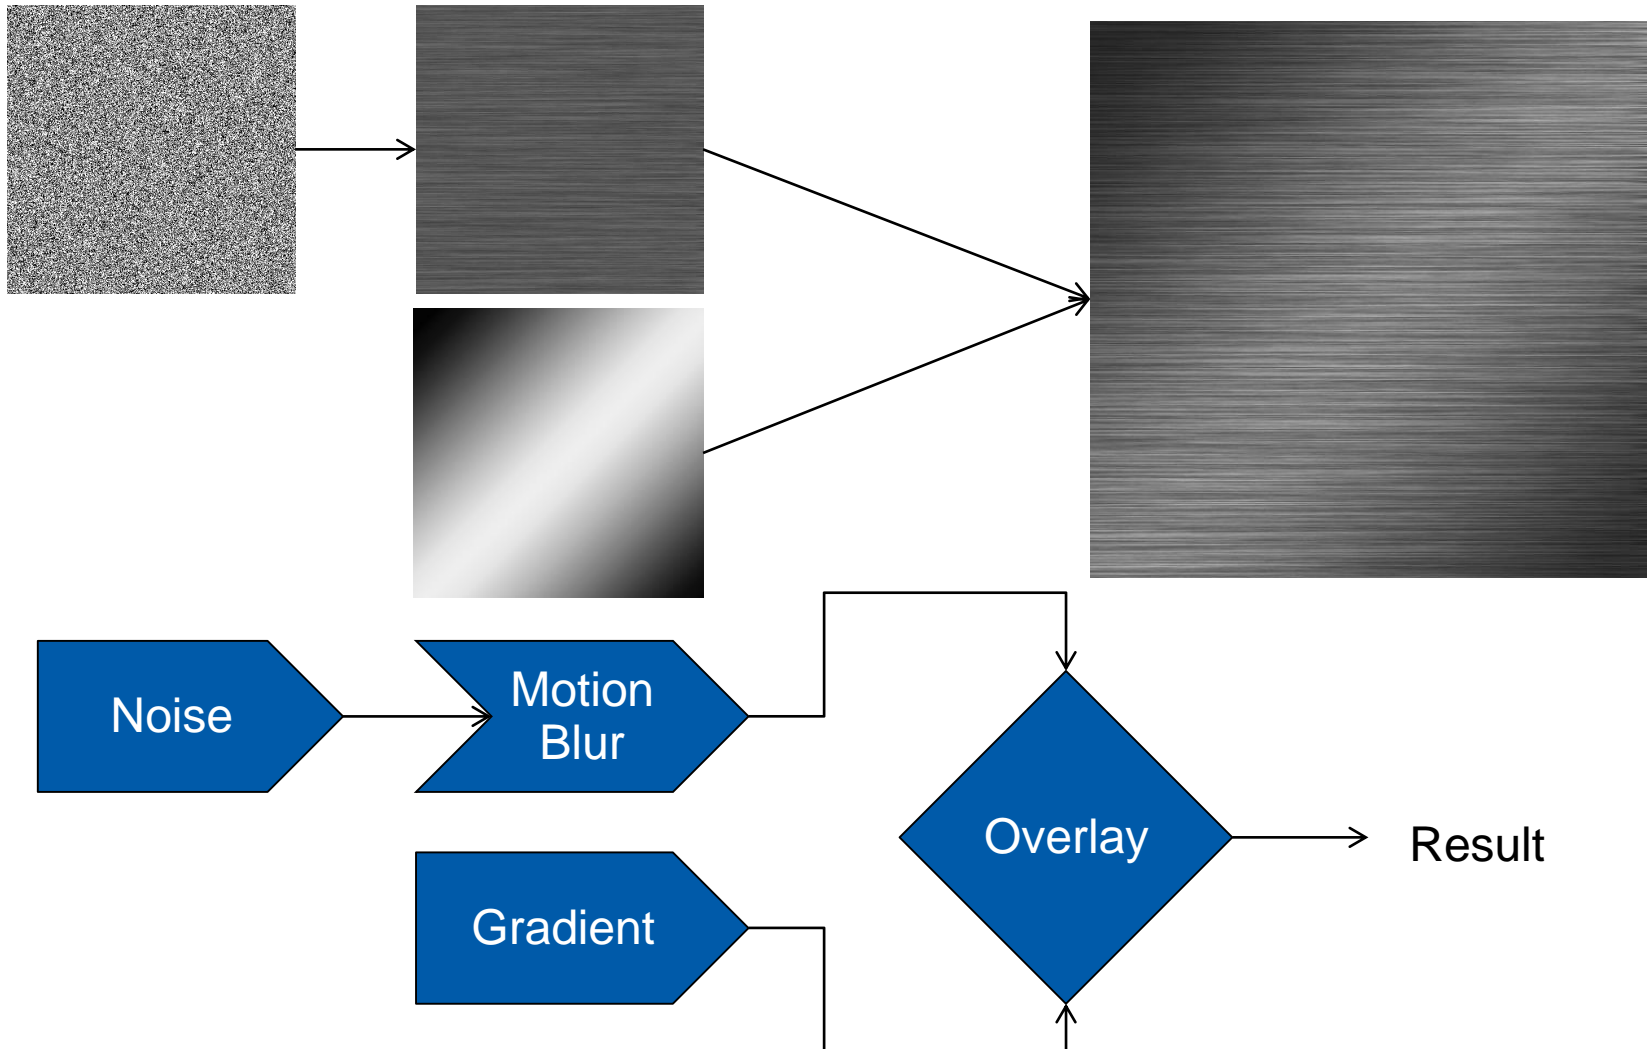 Noise
Motion
Blur
Overlay
Result
Gradient